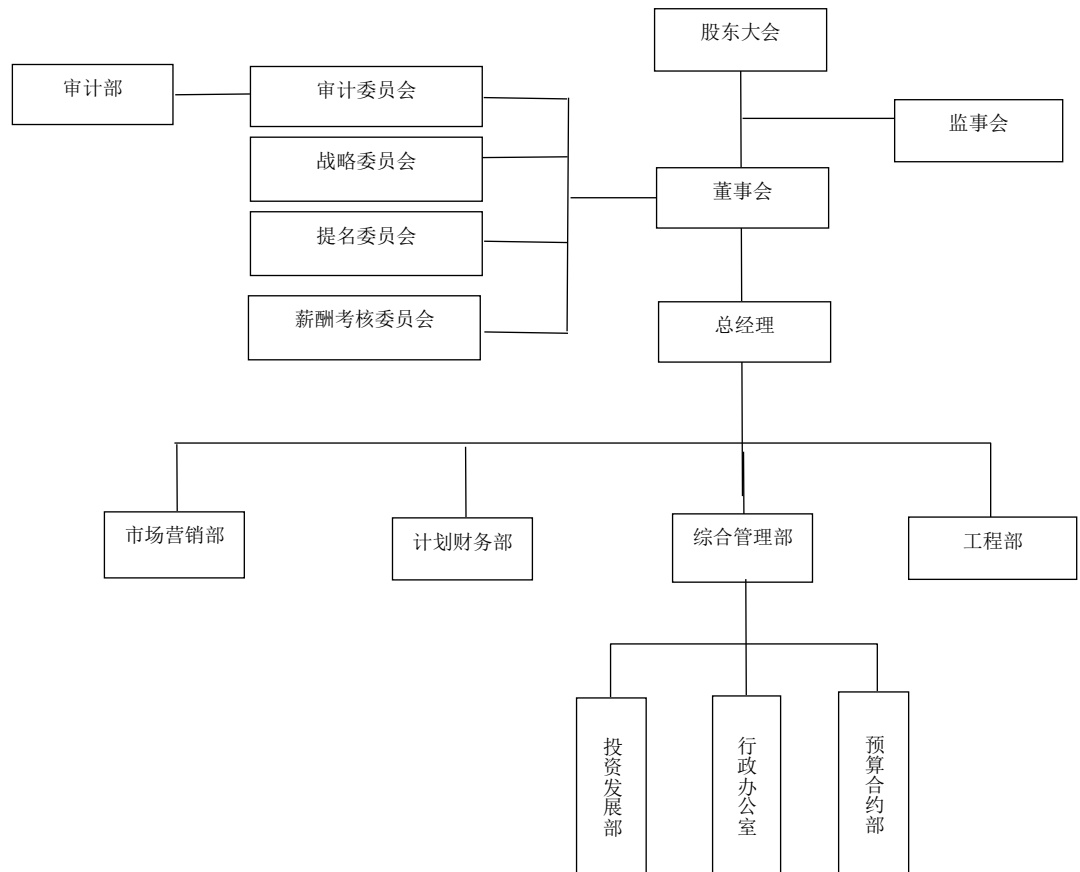 股东大会
审计部
审计委员会
监事会
战略委员会
董事会
提名委员会
薪酬考核委员会
总经理
市场营销部
计划财务部
综合管理部
工程部
投资发展部
行政办公室
预算合约部